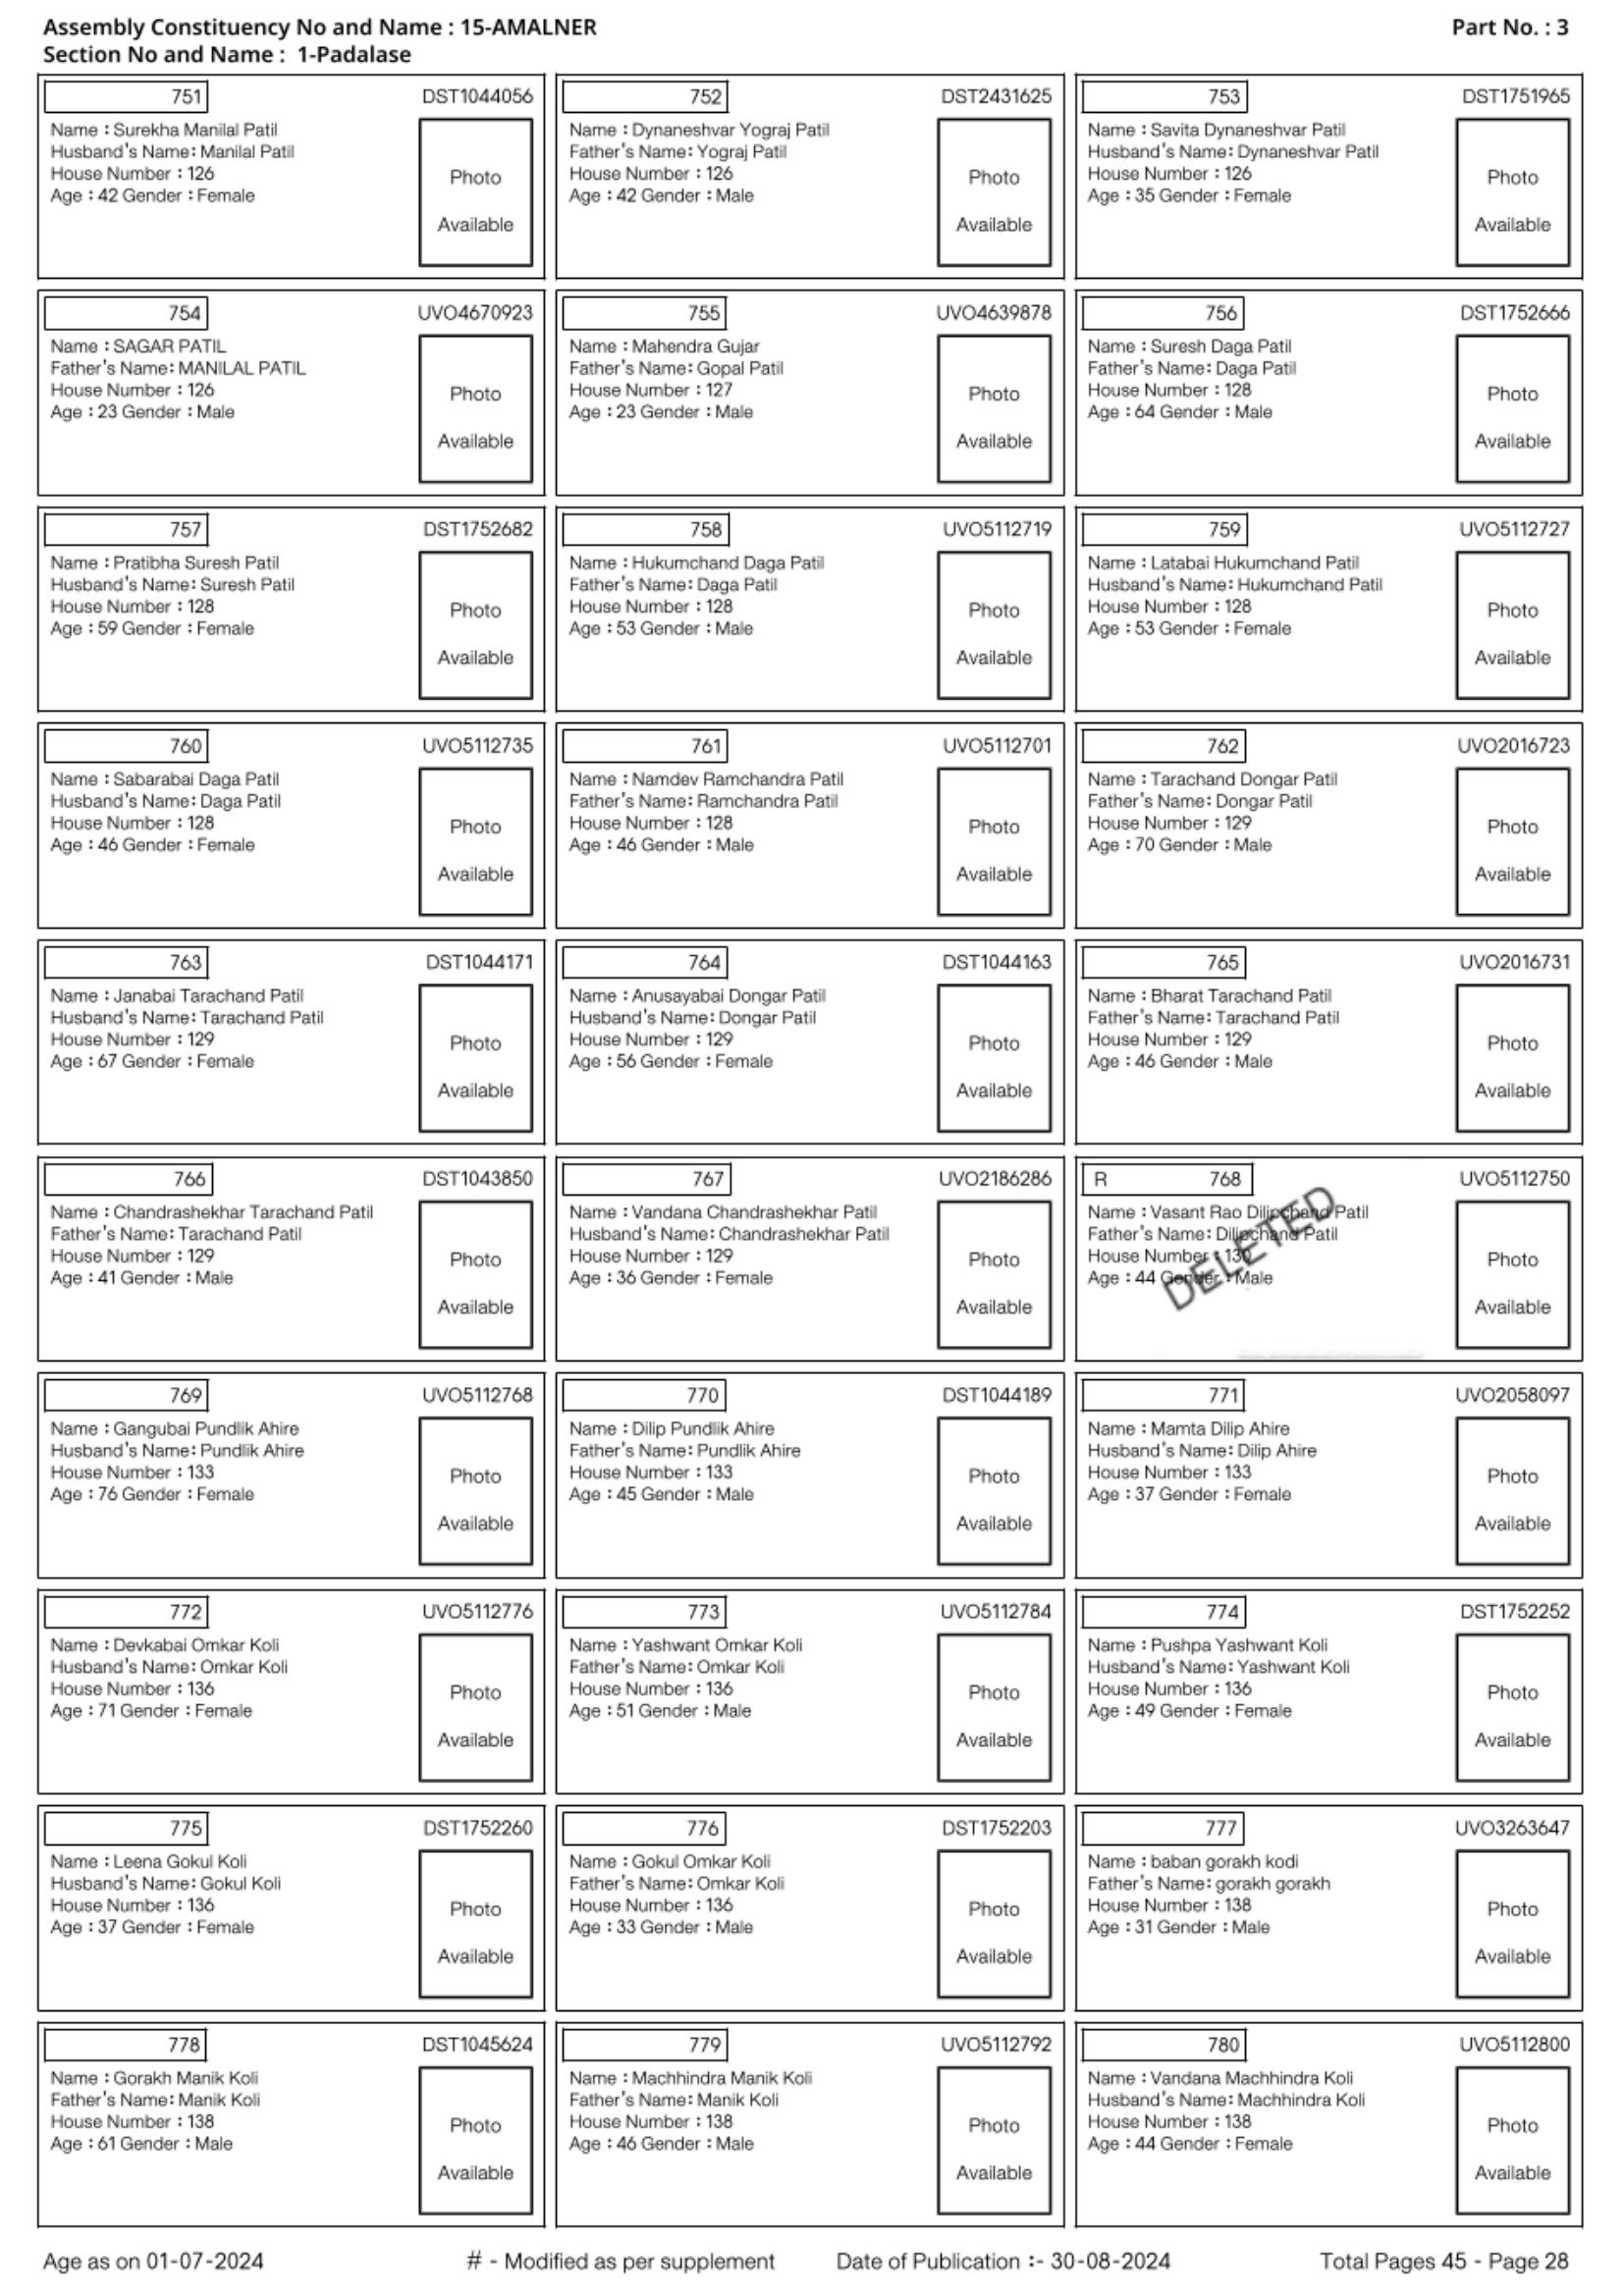 Assembly Constituency No and Name : 15-AMALNER
Part No. : 3
Section No and Name : 1-Padalase
751 DST1044056
Name : Surekha Manilal Patil
Husband's Name: Manilal Patil
House Number : 126
Age : 42 Gender : Female
Photo
Available
752 DST2431625
Name : Dynaneshvar Yograj Patil
Father's Name: Yograj Patil
House Number : 126
Age : 42 Gender : Male
Photo
Available
753 DST1751965
Name : Savita Dynaneshvar Patil
Husband's Name: Dynaneshvar Patil
House Number : 126
Age : 35 Gender : Female
Photo
Available
754 UVO4670923
Name : SAGAR PATIL
Father's Name: MANILAL PATIL
House Number : 126
Age : 23 Gender : Male
Photo
Available
755 UVO4639878
Name : Mahendra Gujar
Father's Name: Gopal Patil
House Number : 127
Age : 23 Gender : Male
Photo
Available
756 DST1752666
Name : Suresh Daga Patil
Father's Name: Daga Patil
House Number : 128
Age : 64 Gender : Male
Photo
Available
757 DST1752682
Name : Pratibha Suresh Patil
Husband's Name: Suresh Patil
House Number : 128
Age : 59 Gender : Female
Photo
Available
758 UVO5112719
Name : Hukumchand Daga Patil
Father's Name: Daga Patil
House Number : 128
Age : 53 Gender : Male
Photo
Available
759 UVO5112727
Name : Latabai Hukumchand Patil
Husband's Name: Hukumchand Patil
House Number : 128
Age : 53 Gender : Female
Photo
Available
760 UVO5112735
Name : Sabarabai Daga Patil
Husband's Name: Daga Patil
House Number : 128
Age : 46 Gender : Female
Photo
Available
761 UVO5112701
Name : Namdev Ramchandra Patil
Father's Name: Ramchandra Patil
House Number : 128
Age : 46 Gender : Male
Photo
Available
762 UVO2016723
Name : Tarachand Dongar Patil
Father's Name: Dongar Patil
House Number : 129
Age : 70 Gender : Male
Photo
Available
763 DST1044171
Name : Janabai Tarachand Patil
Husband's Name: Tarachand Patil
House Number : 129
Age : 67 Gender : Female
Photo
Available
764 DST1044163
Name : Anusayabai Dongar Patil
Husband's Name: Dongar Patil
House Number : 129
Age : 56 Gender : Female
Photo
Available
765 UVO2016731
Name : Bharat Tarachand Patil
Father's Name: Tarachand Patil
House Number : 129
Age : 46 Gender : Male
Photo
Available
766 DST1043850
Name : Chandrashekhar Tarachand Patil
Father's Name: Tarachand Patil
House Number : 129
Age : 41 Gender : Male
Photo
Available
767 UVO2186286
Name : Vandana Chandrashekhar Patil
Husband's Name: Chandrashekhar Patil
House Number : 129
Age : 36 Gender : Female
Photo
Available
R 768 UVO5112750
Name : Vasant Rao Dilipchand Patil
Father's Name: Dilipchand Patil
House Number : 130
Age : 44 Gender : Male
DELETED
Photo
Available
769 UVO5112768
Name : Gangubai Pundlik Ahire
Husband's Name: Pundlik Ahire
House Number : 133
Age : 76 Gender : Female
Photo
Available
770 DST1044189
Name : Dilip Pundlik Ahire
Father's Name: Pundlik Ahire
House Number : 133
Age : 45 Gender : Male
Photo
Available
771 UVO2058097
Name : Mamta Dilip Ahire
Husband's Name: Dilip Ahire
House Number : 133
Age : 37 Gender : Female
Photo
Available
772 UVO5112776
Name : Devkabai Omkar Koli
Husband's Name: Omkar Koli
House Number : 136
Age : 71 Gender : Female
Photo
Available
773 UVO5112784
Name : Yashwant Omkar Koli
Father's Name: Omkar Koli
House Number : 136
Age : 51 Gender : Male
Photo
Available
774 DST1752252
Name : Pushpa Yashwant Koli
Husband's Name: Yashwant Koli
House Number : 136
Age : 49 Gender : Female
Photo
Available
775 DST1752260
Name : Leena Gokul Koli
Husband's Name: Gokul Koli
House Number : 136
Age : 37 Gender : Female
Photo
Available
776 DST1752203
Name : Gokul Omkar Koli
Father's Name: Omkar Koli
House Number : 136
Age : 33 Gender : Male
Photo
Available
777 UVO3263647
Name : baban gorakh kodi
Father's Name: gorakh gorakh
House Number : 138
Age : 31 Gender : Male
Photo
Available
778 DST1045624
Name : Gorakh Manik Koli
Father's Name: Manik Koli
House Number : 138
Age : 61 Gender : Male
Photo
Available
779 UVO5112792
Name : Machhindra Manik Koli
Father's Name: Manik Koli
House Number : 138
Age : 46 Gender : Male
Photo
Available
780 UVO5112800
Name : Vandana Machhindra Koli
Husband's Name: Machhindra Koli
House Number : 138
Age : 44 Gender : Female
Photo
Available
Age as on 01-07-2024
# - Modified as per supplement
Date of Publication :- 30-08-2024
Total Pages 45 - Page 28